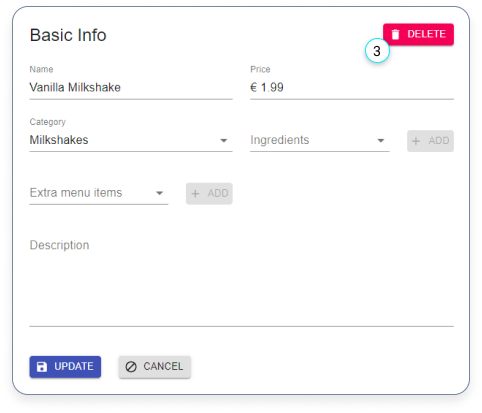 Basic Info
DELETE
3
Name
Price
Vanilla Milkshake
€ 1.99
Category
Milkshakes
Ingredients
+ ADD
Extra menu items
+ ADD
Description
UPDATE
CANCEL